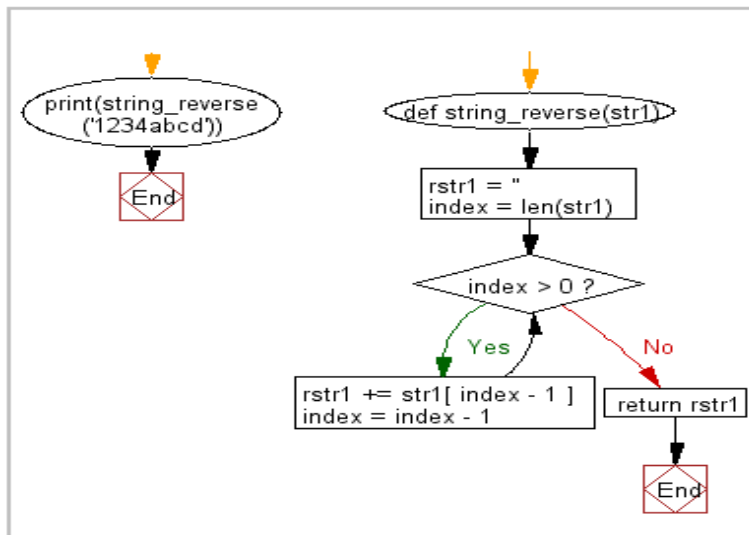 print(string_reverse
('1234abcd'))
End
def string_reverse(str1)
rstr1 = ''
index = len(str1)
index > 0 ?
Yes
No
rstr1 += str1[ index - 1 ]
index = index - 1
return rstr1
End